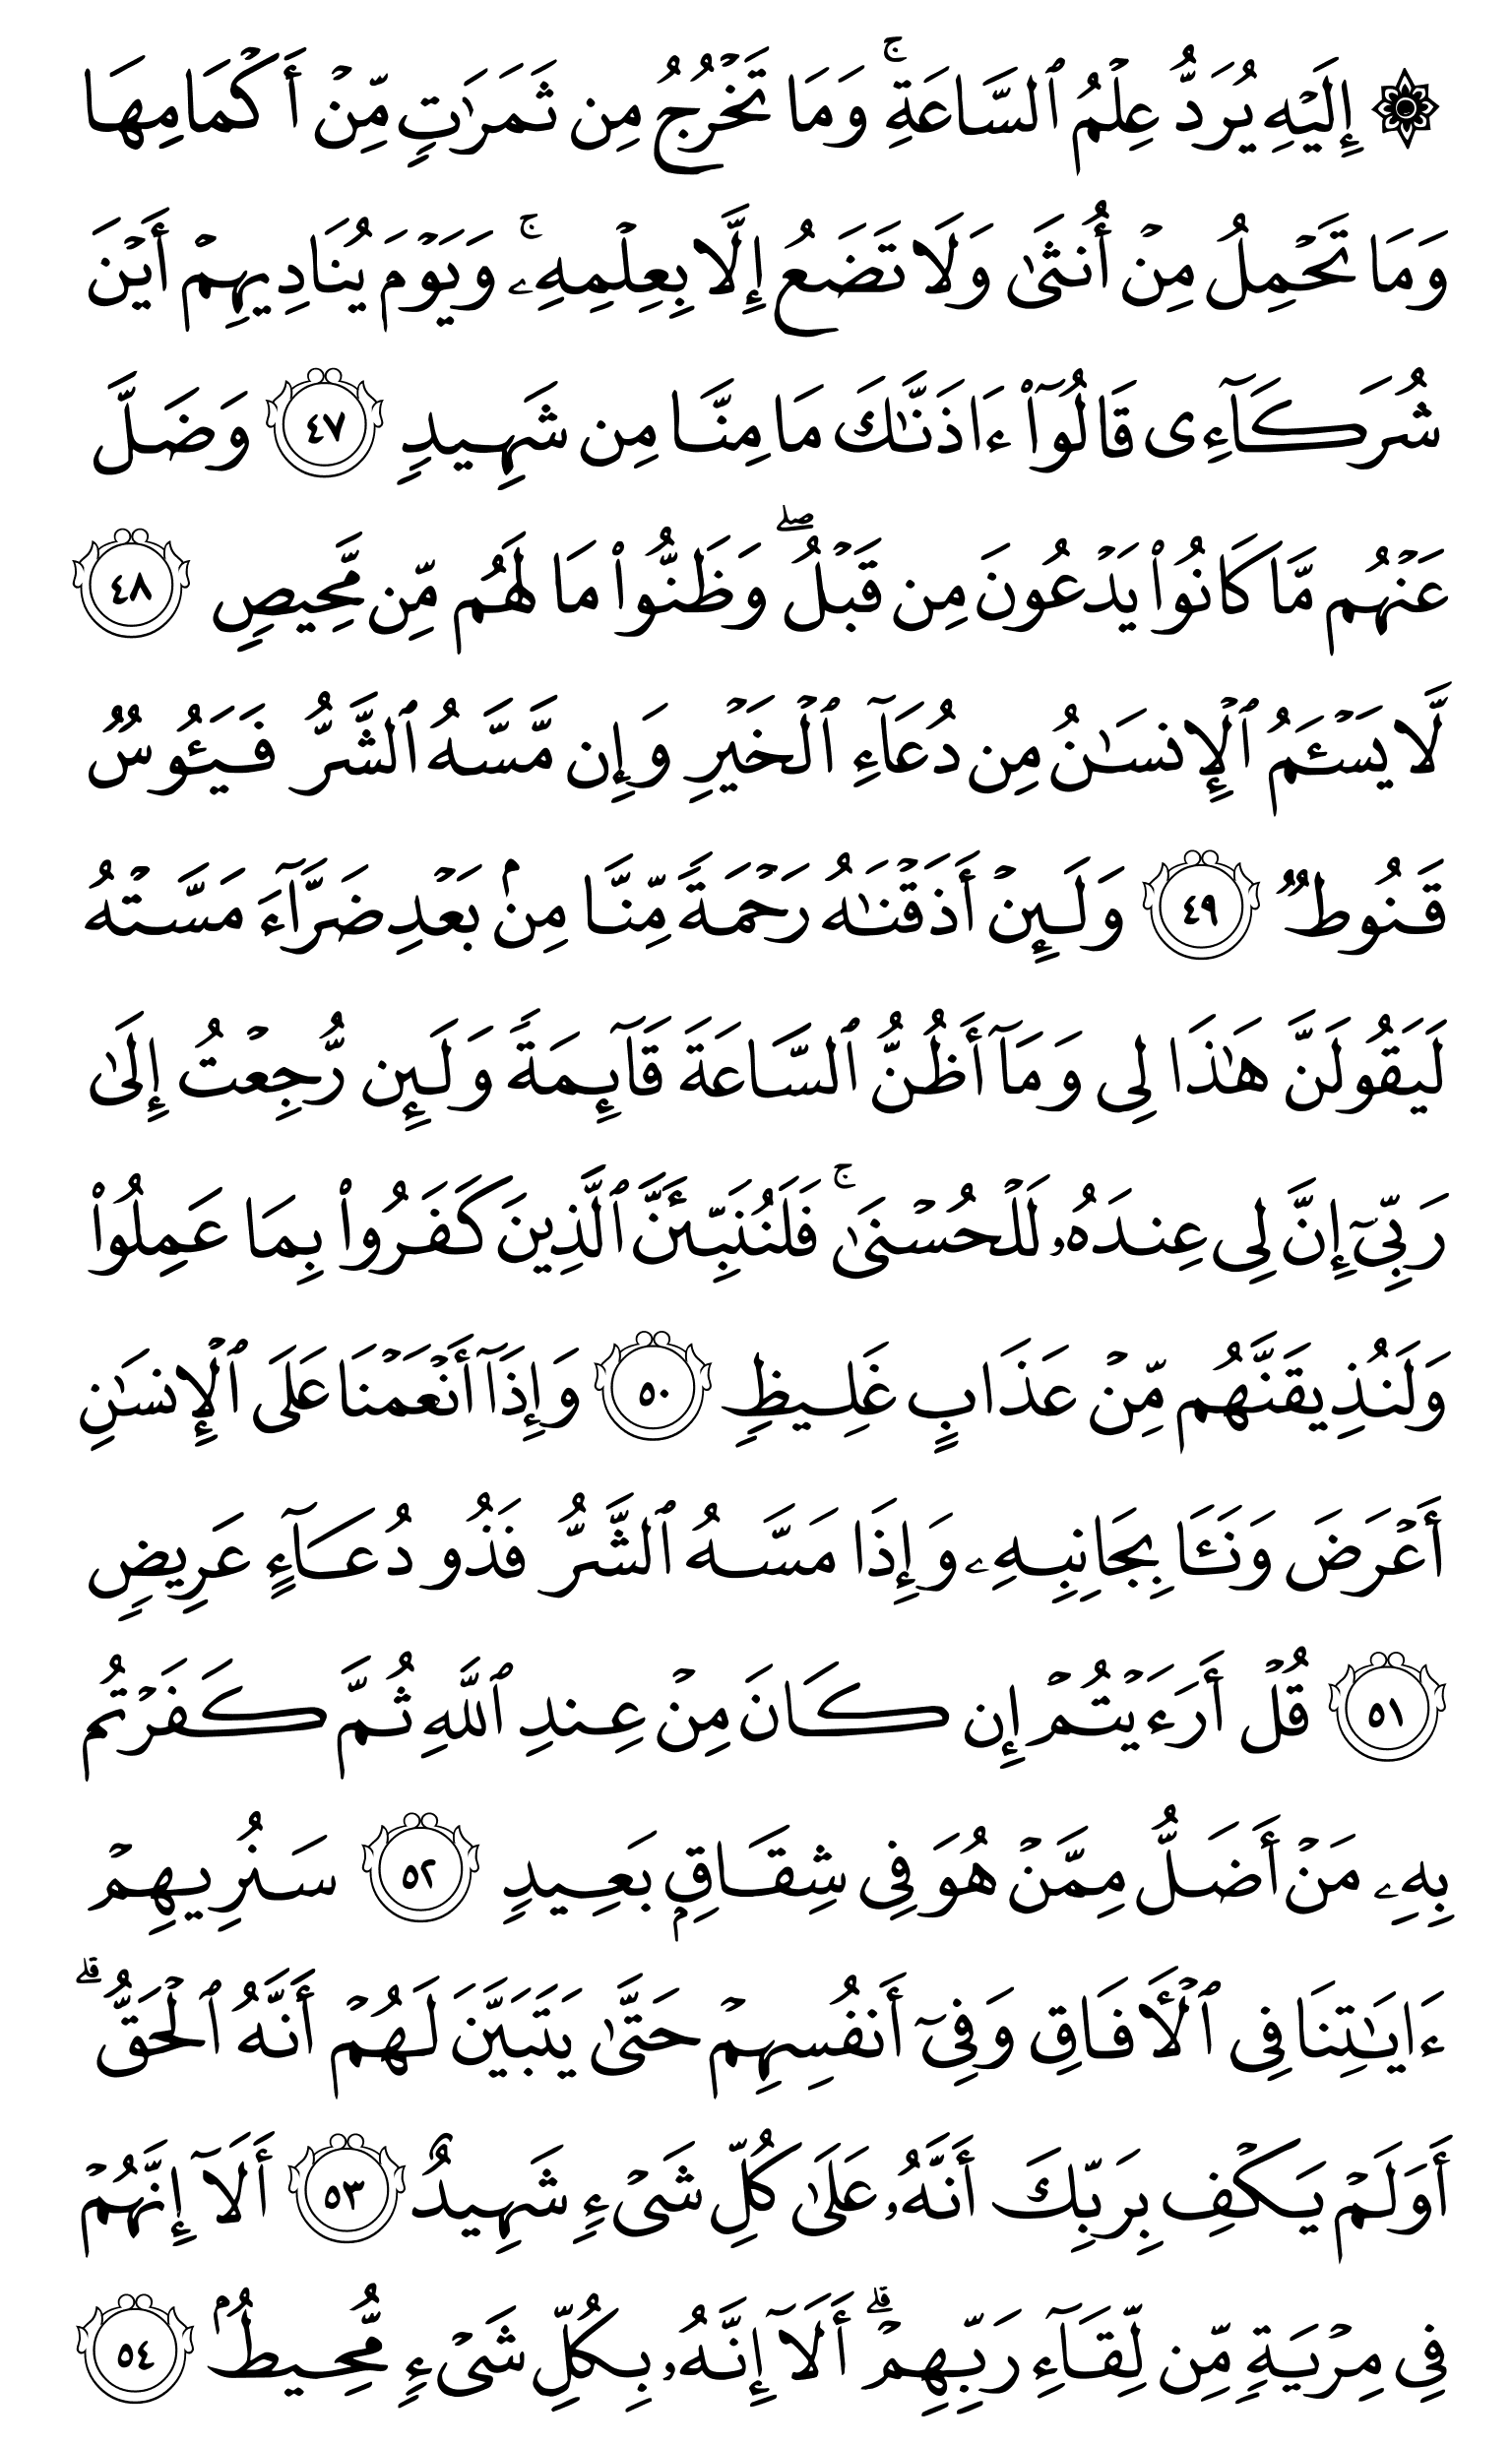 ۞ إِلَيْهِ يُرَدُّ عِلْمُ ٱلسَّاعَةِ ۚ وَمَا تَخْرُجُ مِن ثَمَرَٰتٍ مِّنْ أَكْمَامِهَا
وَمَا تَحْمِلُ مِنْ أُنثَىٰ وَلَا تَضَعُ إِلَّا بِعِلْمِهِۦ ۚ وَيَوْمَ يُنَادِيهِمْ أَيْنَ
شُرَكَآءِى قَالُوٓا۟ ءَاذَنَّـٰكَ مَا مِنَّا مِن شَهِيدٍ ٤٧ وَضَلَّ
عَنْهُم مَّا كَانُوا۟ يَدْعُونَ مِن قَبْلُ ۖ وَظَنُّوا۟ مَا لَهُم مِّن مَّحِيصٍ ٤٨
لَّا يَسْـَٔمُ ٱلْإِنسَـٰنُ مِن دُعَآءِ ٱلْخَيْرِ وَإِن مَّسَّهُ ٱلشَّرُّ فَيَـُٔوسٌ
قَنُوطٌ ٤٩ وَلَئِنْ أَذَقْنَـٰهُ رَحْمَةً مِّنَّا مِنۢ بَعْدِ ضَرَّآءَ مَسَّتْهُ
لَيَقُولَنَّ هَـٰذَا لِى وَمَآ أَظُنُّ ٱلسَّاعَةَ قَآئِمَةً وَلَئِن رُّجِعْتُ إِلَىٰ
رَبِّىٓ إِنَّ لِى عِندَهُۥ لَلْحُسْنَىٰ ۚ فَلَنُنَبِّئَنَّ ٱلَّذِينَ كَفَرُوا۟ بِمَا عَمِلُوا۟
وَلَنُذِيقَنَّهُم مِّنْ عَذَابٍ غَلِيظٍ ٥٠ وَإِذَآ أَنْعَمْنَا عَلَى ٱلْإِنسَـٰنِ
أَعْرَضَ وَنَـَٔا بِجَانِبِهِۦ وَإِذَا مَسَّهُ ٱلشَّرُّ فَذُو دُعَآءٍ عَرِيضٍ
٥١ قُلْ أَرَءَيْتُمْ إِن كَانَ مِنْ عِندِ ٱللَّهِ ثُمَّ كَفَرْتُم
بِهِۦ مَنْ أَضَلُّ مِمَّنْ هُوَ فِى شِقَاقٍۭ بَعِيدٍ ٥٢ سَنُرِيهِمْ
ءَايَـٰتِنَا فِى ٱلْـَٔافَاقِ وَفِىٓ أَنفُسِهِمْ حَتَّىٰ يَتَبَيَّنَ لَهُمْ أَنَّهُ ٱلْحَقُّ ۗ
أَوَلَمْ يَكْفِ بِرَبِّكَ أَنَّهُۥ عَلَىٰ كُلِّ شَىْءٍ شَهِيدٌ ٥٣ أَلَآ إِنَّهُمْ
فِى مِرْيَةٍ مِّن لِّقَآءِ رَبِّهِمْ ۗ أَلَآ إِنَّهُۥ بِكُلِّ شَىْءٍ مُّحِيطٌۢ ٥٤